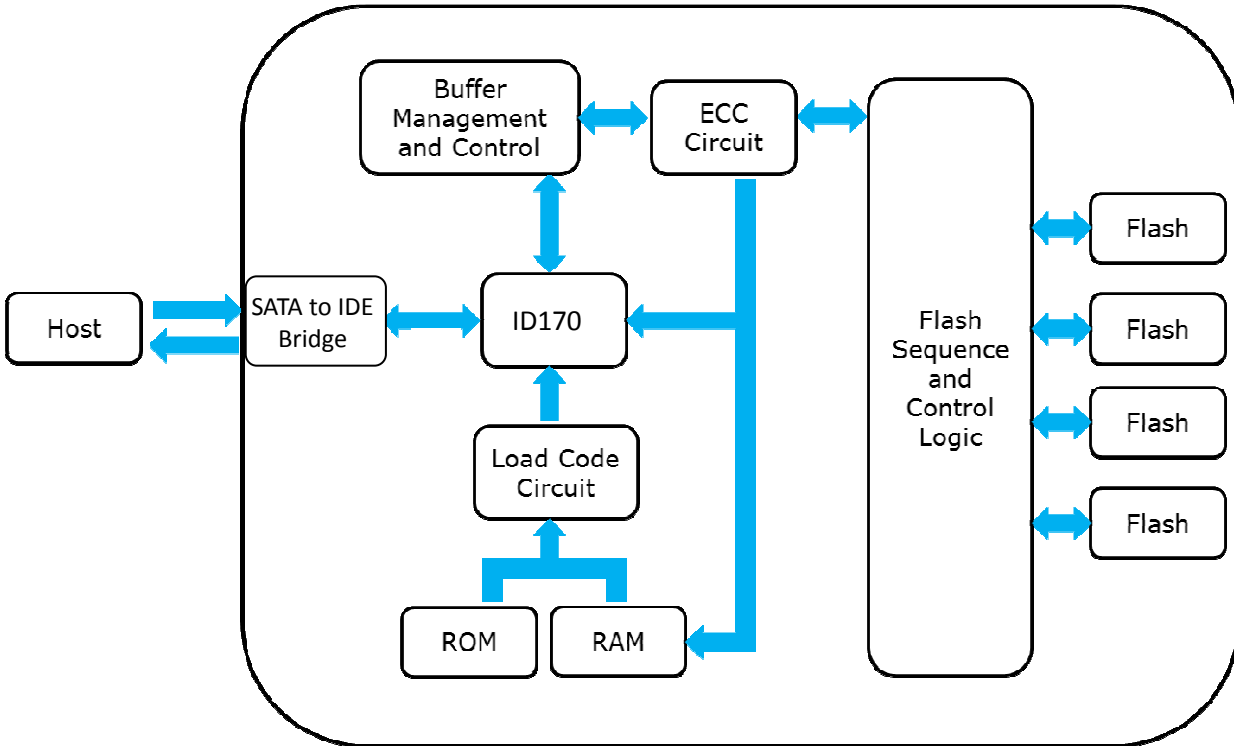 Buffer
Management
and Control
ECC
Circuit
Flash
Sequence
and
Control
Logic
Flash
Flash
Flash
Flash
Host
SATA to IDE
Bridge
ID170
Load Code
Circuit
ROM
RAM